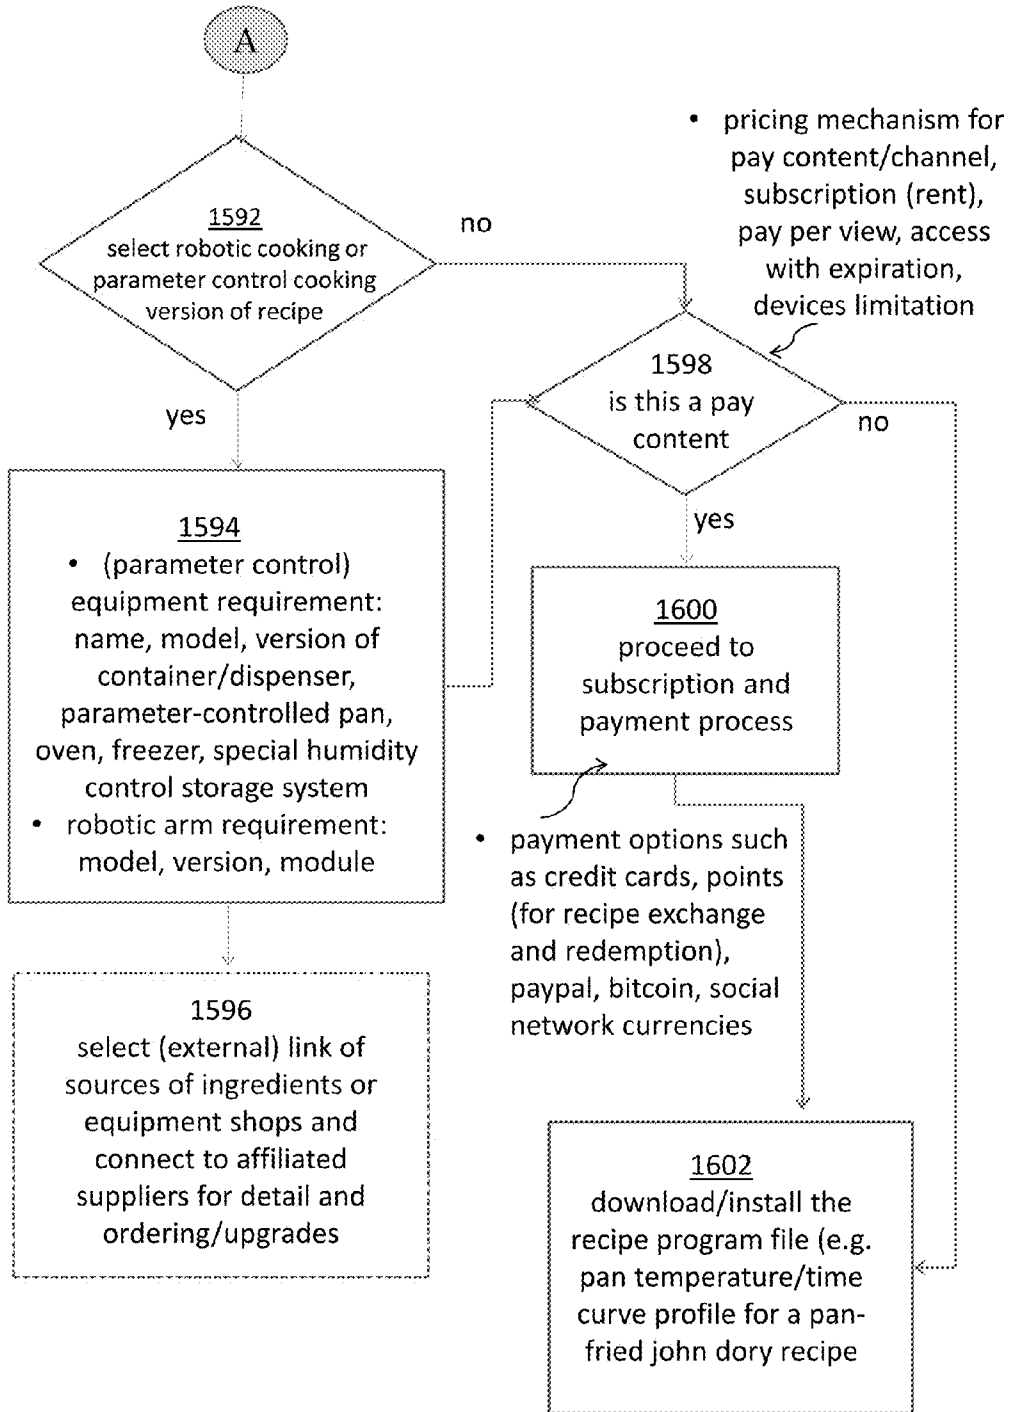 A
1592
select robotic cooking or
parameter control cooking
version of recipe
no
yes
• pricing mechanism for
pay content/channel,
subscription (rent),
pay per view, access
with expiration,
devices limitation
1598
is this a pay
content
no
yes
1594
• (parameter control)
equipment requirement:
name, model, version of
container/dispenser,
parameter-controlled pan,
oven, freezer, special humidity
control storage system
• robotic arm requirement:
model, version, module
1600
proceed to
subscription and
payment process
• payment options such
as credit cards, points
(for recipe exchange
and redemption),
paypal, bitcoin, social
network currencies
1596
select (external) link of
sources of ingredients or
equipment shops and
connect to affiliated
suppliers for detail and
ordering/upgrades
1602
download/install the
recipe program file (e.g.
pan temperature/time
curve profile for a pan-
fried john dory recipe